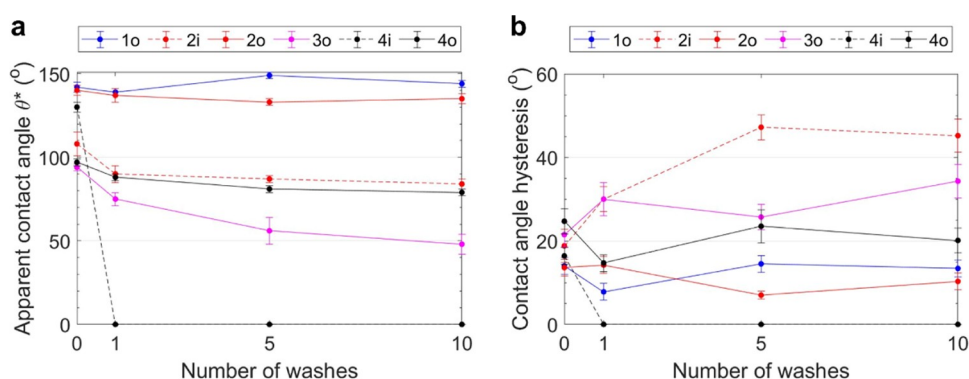 a
1o 2i 2o 3o 4i 4o
Apparent contact angle θ* (°)
150
100
50
0
0 1 5 10
Number of washes
b
1o 2i 2o 3o 4i 4o
Contact angle hysteresis (°)
60
40
20
0
0 1 5 10
Number of washes